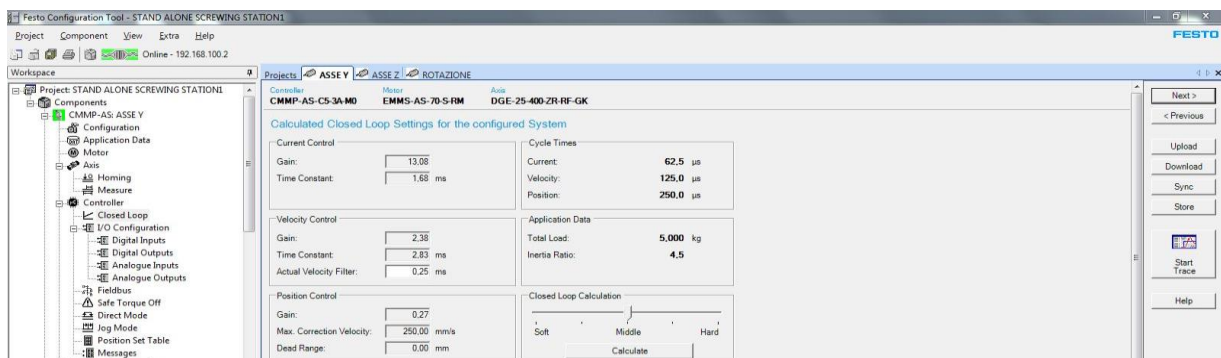 Festo Configuration Tool - STAND ALONE SCREWING STATION1
Project Component View Extra Help
FESTO
Online - 192.168.100.2
Workspace
Projects ASSE Y ASSE Z ROTAZIONE
Project: STAND ALONE SCREWING STATION1
Components
CMMP-AS: ASSE Y
Configuration
Application Data
Motor
Axis
Homing
Measure
Controller
Closed Loop
I/O Configuration
Digital Inputs
Digital Outputs
Analogue Inputs
Analogue Outputs
Fieldbus
Safe Torque Off
Direct Mode
Jog Mode
Position Set Table
Messages
Controller Motor Axis
CMMP-AS-C5-3A-M0 EMMS-AS-70-S-RM DGE-25-400-ZR-RF-GK
Calculated Closed Loop Settings for the configured System
Current Control
Gain: 13,08
Time Constant: 1,68 ms
Cycle Times
Current: 62,5 µs
Velocity: 125,0 µs
Position: 250,0 µs
Velocity Control
Gain: 2,38
Time Constant: 2,83 ms
Actual Velocity Filter: 0,25 ms
Application Data
Total Load: 5,000 kg
Inertia Ratio: 4,5
Position Control
Gain: 0,27
Max. Correction Velocity: 250,00 mm/s
Dead Range: 0,00 mm
Closed Loop Calculation
Soft Middle Hard
Calculate
Next >
< Previous
Upload
Download
Sync
Store
Start
Trace
Help